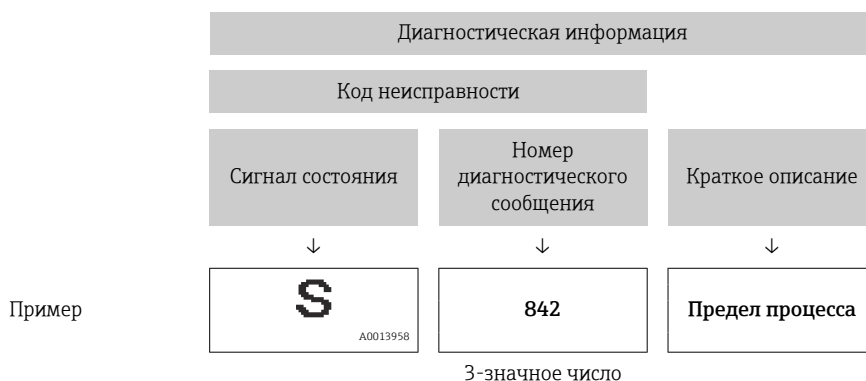 Диагностическая информация
Код неисправности
Сигнал состояния
Номер
диагностического
сообщения
Краткое описание
↓ ↓ ↓
Пример
S
A0013958
842
Предел процесса
3-значное число